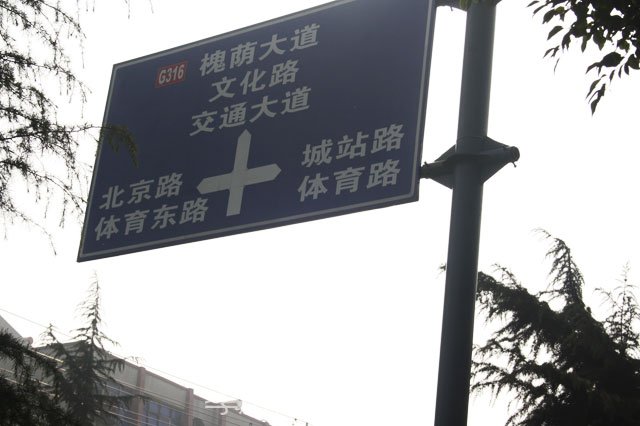 G316 槐荫大道
文化路
交通大道
北京路
体育东路
城站路
体育路